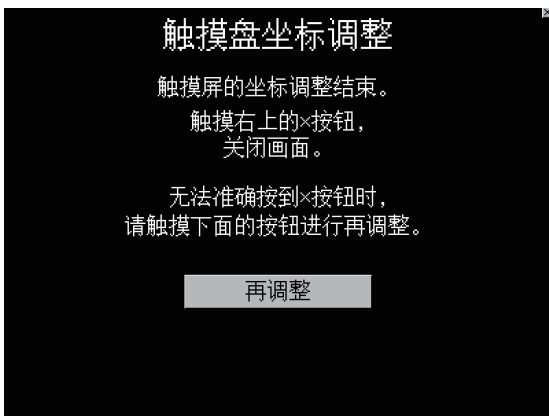 触摸盘坐标调整
触摸屏的坐标调整结束。
触摸右上的×按钮，
关闭画面。
无法准确按到×按钮时，
请触摸下面的按钮进行再调整。
再调整